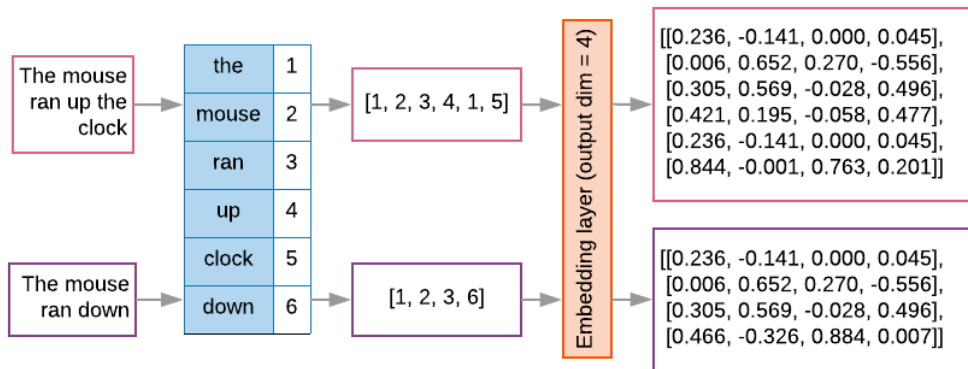 The mouse
ran up the
clock
the 1
mouse 2
ran 3
up 4
clock 5
down 6
[1, 2, 3, 4, 1, 5]
Embedding layer (output dim = 4)
[[0.236, -0.141, 0.000, 0.045],
[0.006, 0.652, 0.270, -0.556],
[0.305, 0.569, -0.028, 0.496],
[0.421, 0.195, -0.058, 0.477],
[0.236, -0.141, 0.000, 0.045],
[0.844, -0.001, 0.763, 0.201]]
The mouse
ran down
[1, 2, 3, 6]
[[0.236, -0.141, 0.000, 0.045],
[0.006, 0.652, 0.270, -0.556],
[0.305, 0.569, -0.028, 0.496],
[0.466, -0.326, 0.884, 0.007]]